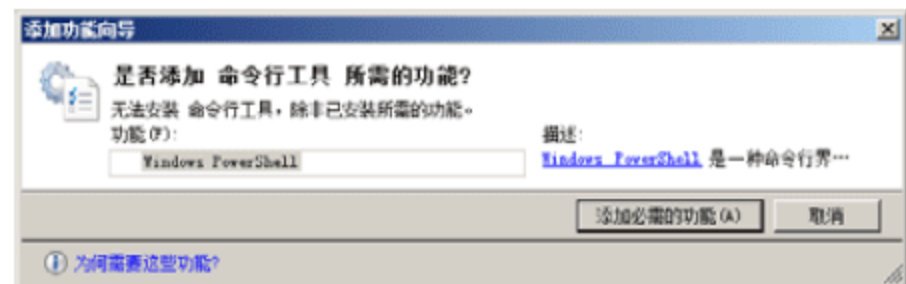 添加功能向导
是否添加 命令行工具 所需的功能?
无法安装 命令行工具，除非已安装所需的功能。
功能(F):
描述:
Windows PowerShell
Windows PowerShell 是一种命令行界…
添加必需的功能(A)
取消
为何需要这些功能?